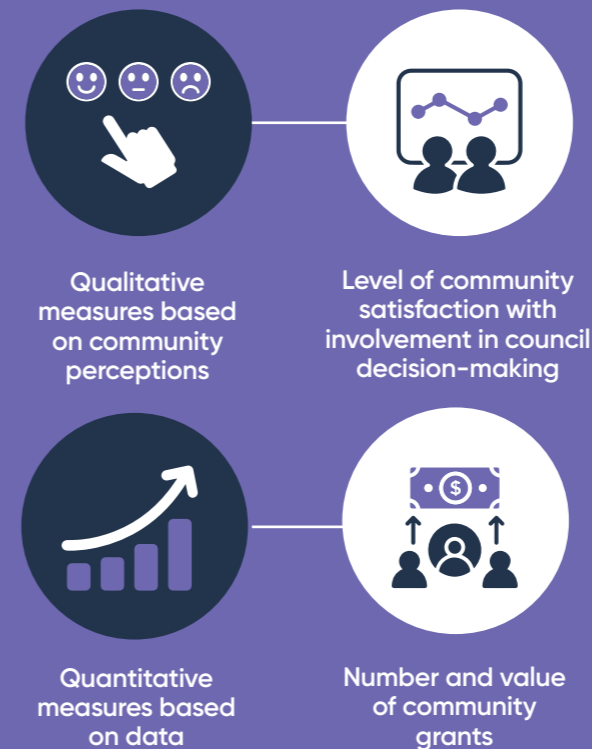 Qualitative
measures based
on community
perceptions
Level of community
satisfaction with
involvement in council
decision-making
$
Quantitative
measures based
on data
Number and value
of community
grants